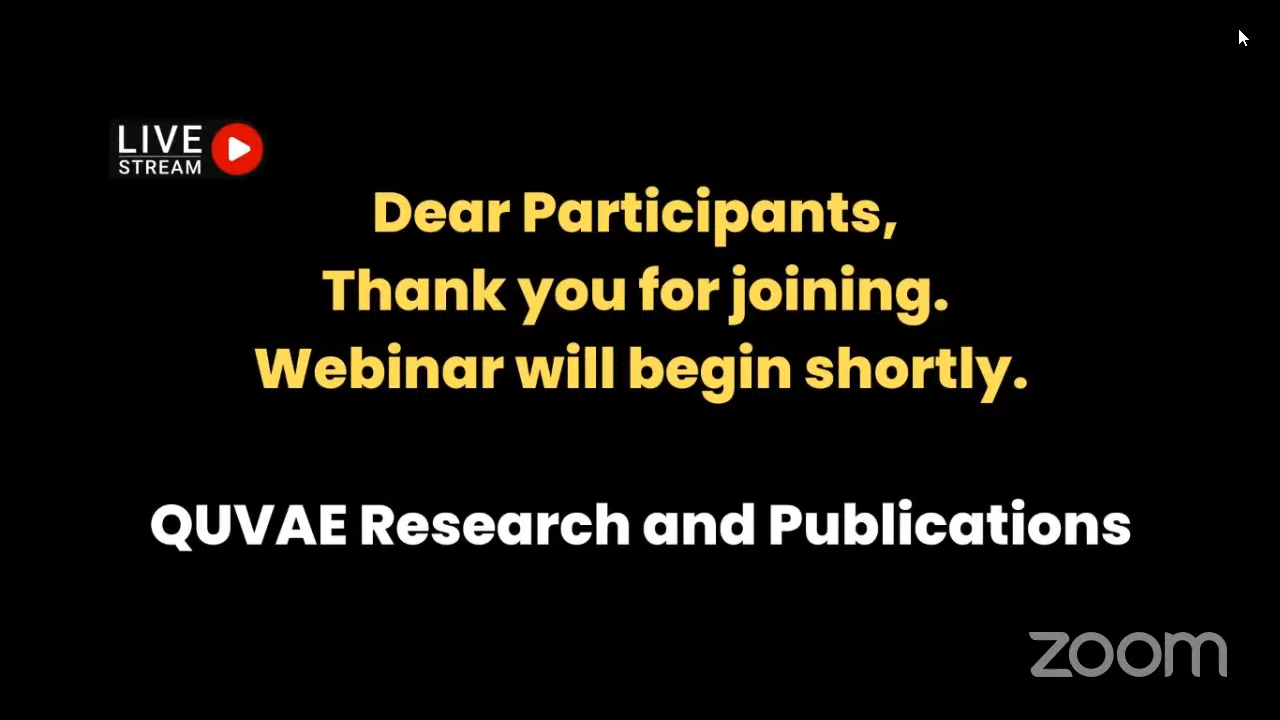 LIVE
STREAM
Dear Participants,
Thank you for joining.
Webinar will begin shortly.
QUVAE Research and Publications
zoom